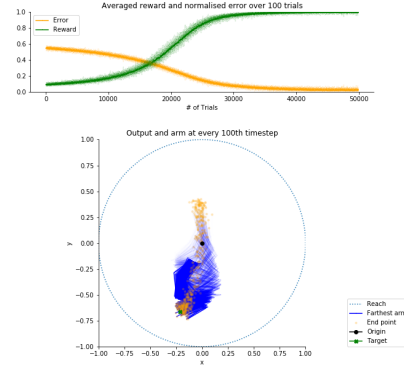 Averaged reward and normalised error over 100 trials
1.0
0.8
0.6
0.4
0.2
0.0
Error
Reward
0 10000 20000 30000 40000 50000
# of Trials
Output and arm at every 100th timestep
1.00
0.75
0.50
0.25
0.00
−0.25
−0.50
−0.75
−1.00
y
−1.00 −0.75 −0.50 −0.25 0.00 0.25 0.50 0.75 1.00
x
Reach
Farthest arm
End point
Origin
Target